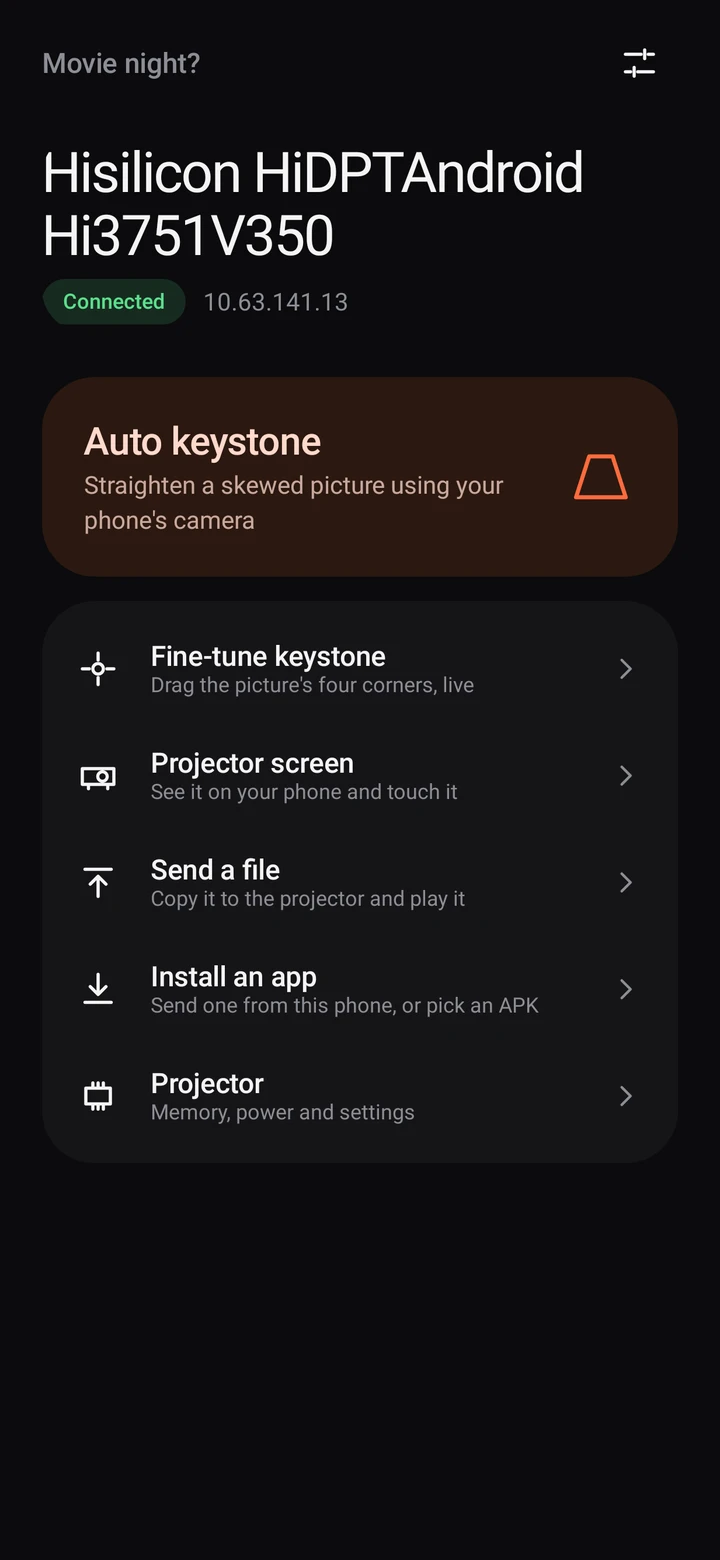 Movie night?
Hisilicon HiDPTAndroid
Hi3751V350
Connected 10.63.141.13
Auto keystone
Straighten a skewed picture using your
phone's camera
Fine-tune keystone
Drag the picture's four corners, live
Projector screen
See it on your phone and touch it
Send a file
Copy it to the projector and play it
Install an app
Send one from this phone, or pick an APK
Projector
Memory, power and settings